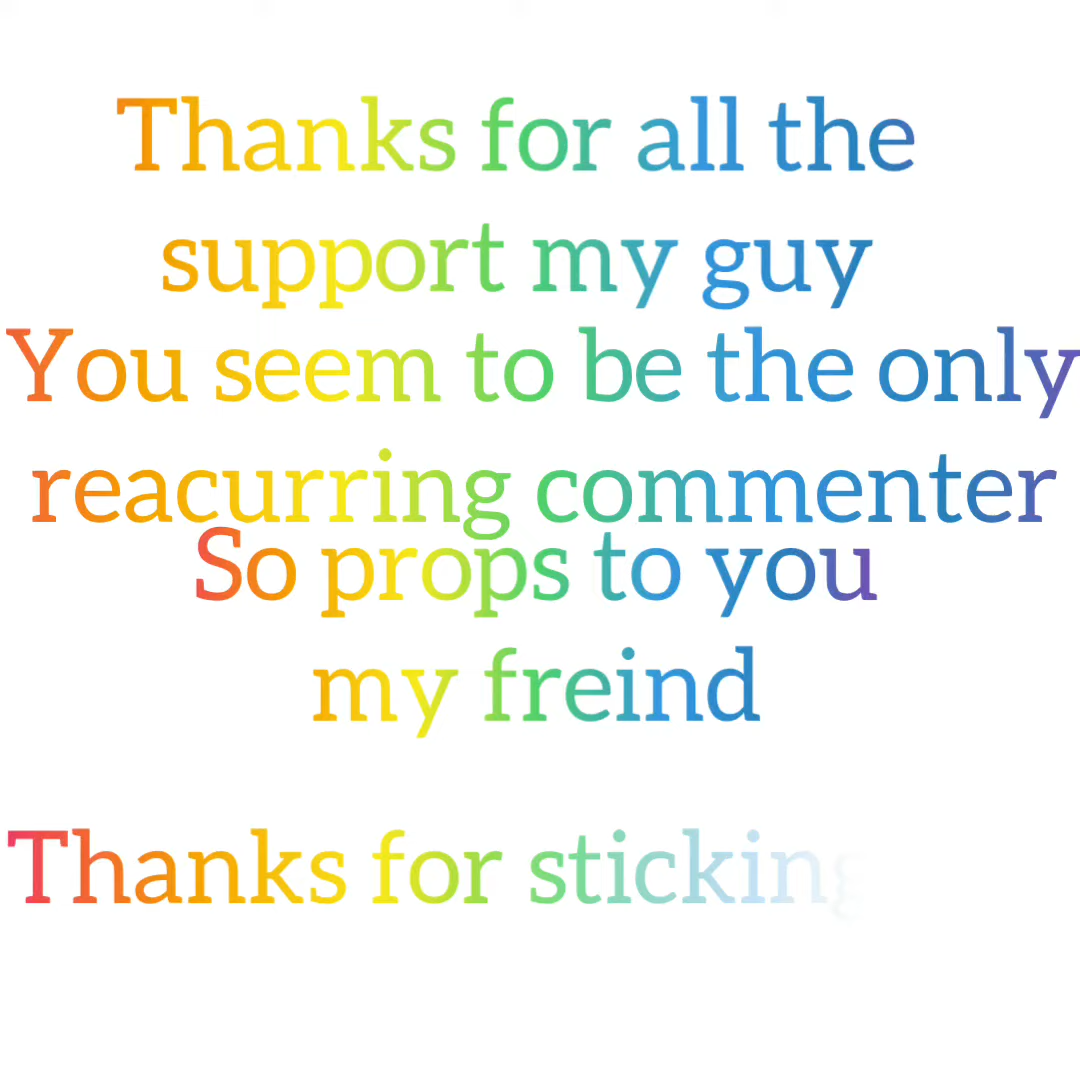 Thanks for all the
support my guy
You seem to be the only
reacurring commenter
So props to you
my freind
Thanks for sticking